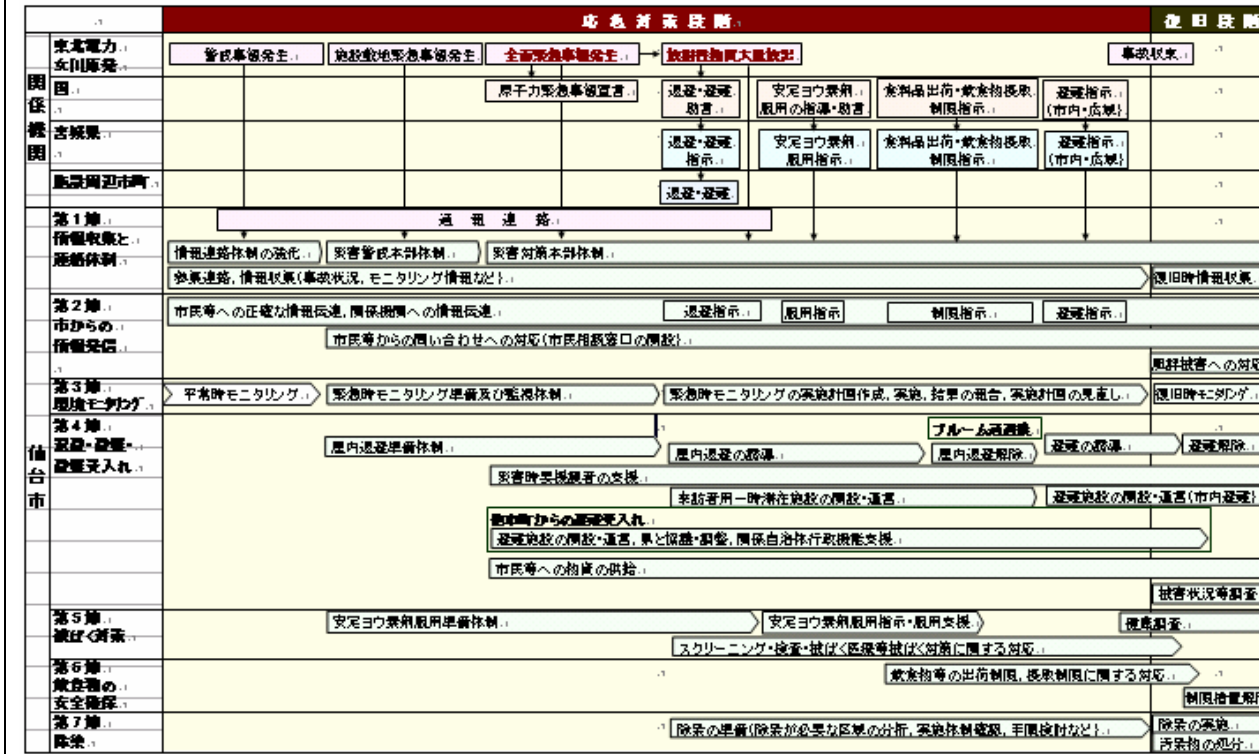 応急対策段階
復旧段階
東北電力
女川原発
警戒事態発生
施設敷地緊急事態発生
全面緊急事態発生
放射性物質大量放出
事故収束
関係機関
国
原子力緊急事態宣言
退避・避難
助言
安定ヨウ素剤
服用の指導・助言
食料品出荷・飲食物摂取
制限指示
避難指示
(市内・広域)
宮城県
退避・避難
指示
安定ヨウ素剤
服用指示
食料品出荷・飲食物摂取
制限指示
避難指示
(市内・広域)
施設周辺市町
退避・避難
仙台市
第1節
情報収集と
連絡体制
通報連絡
情報連絡体制の強化
災害警戒本部体制
災害対策本部体制
参集連絡，情報収集(事故状況，モニタリング情報など)
復旧時情報収集
第2節
市からの
情報発信
市民等への正確な情報伝達，関係機関への情報伝達
退避指示
服用指示
制限指示
避難指示
市民等からの問い合わせへの対応(市民相談窓口の開設)
風評被害への対応
第3節
環境モニタリング
平常時モニタリング
緊急時モニタリング準備及び監視体制
緊急時モニタリングの実施計画作成，実施，結果の報告，実施計画の見直し
復旧時モニタリング
第4節
退避・避難・
避難受入れ
プルーム通過後
屋内退避準備体制
屋内退避の誘導
屋内退避解除
避難の誘導
避難解除
災害時要援護者の支援
来訪者用一時滞在施設の開設・運営
避難施設の開設・運営(市内避難)
他市町からの避難受入れ
避難施設の開設・運営，県と協議・調整，関係自治体行政機能支援
市民等への物資の供給
被害状況等調査
第5節
被ばく対策
安定ヨウ素剤服用準備体制
安定ヨウ素剤服用指示・服用支援
健康調査
スクリーニング・検査・被ばく医療等被ばく対策に関する対応
第6節
飲食物の
安全確保
飲食物等の出荷制限，摂取制限に関する対応
制限措置解
第7節
除染
除染の準備(除染が必要な区域の分析，実施体制確認，手順検討など)
除染の実施
汚染物の処分